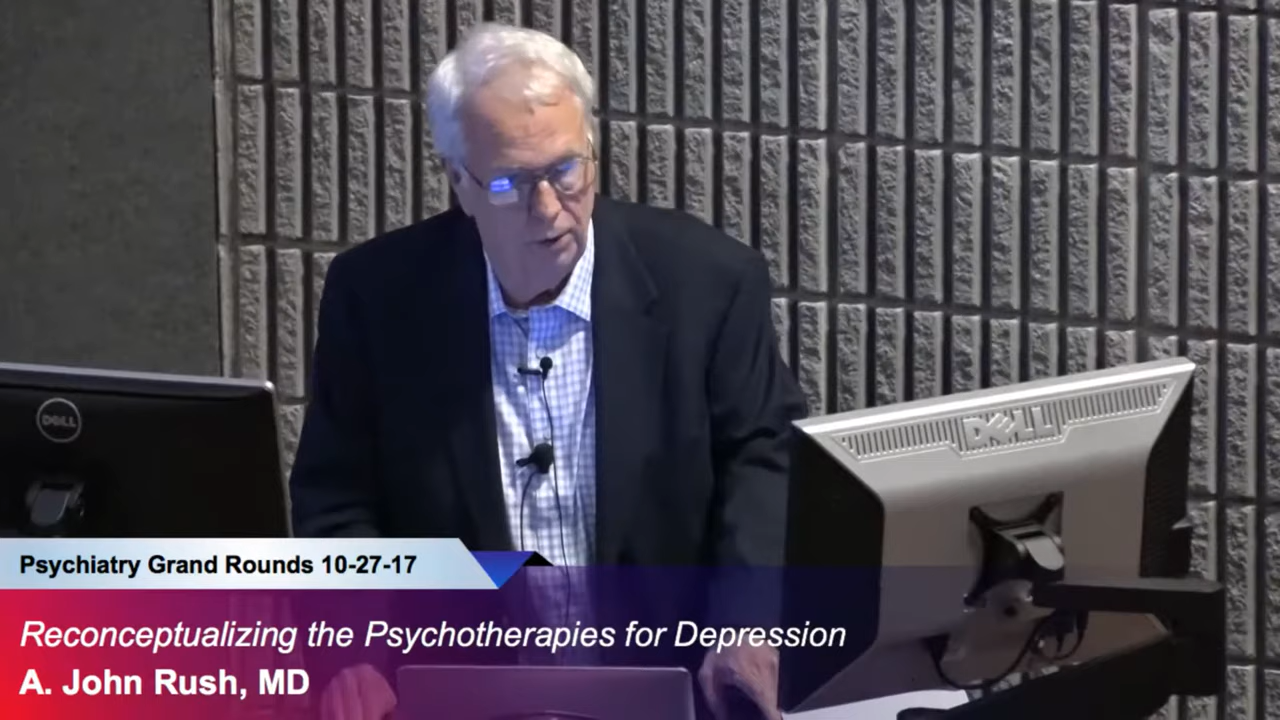 DELL
DELL
Psychiatry Grand Rounds 10-27-17
Reconceptualizing the Psychotherapies for Depression
A. John Rush, MD